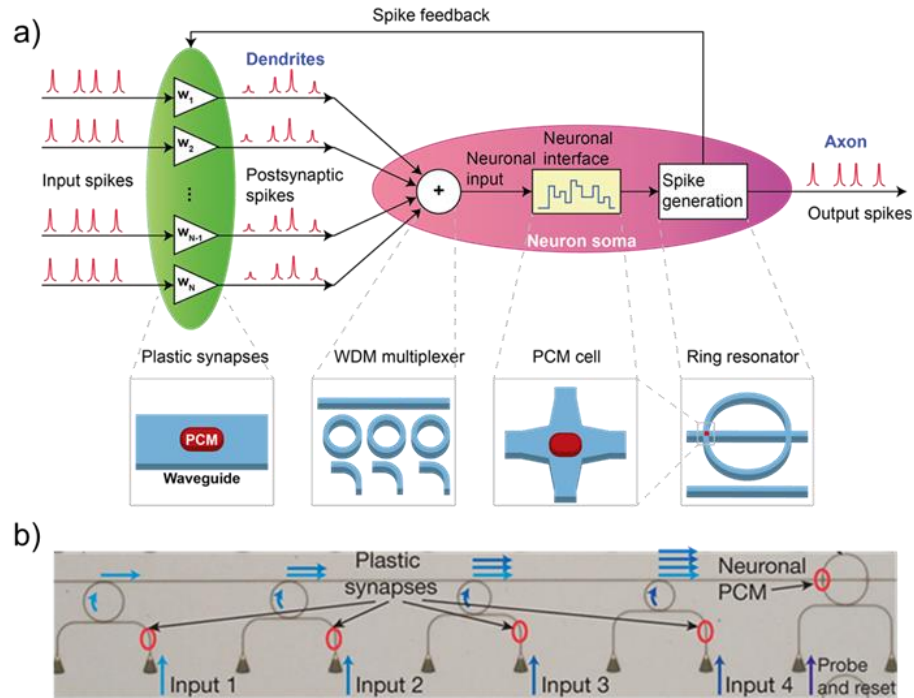 a)
Spike feedback
Dendrites
w1
w2
⋮
wN-1
wN
Input spikes
Postsynaptic
spikes
+
Neuronal
input
Neuronal
interface
Spike
generation
Neuron soma
Axon
Output spikes
Plastic synapses
WDM multiplexer
PCM cell
Ring resonator
PCM
Waveguide
b)
Plastic
synapses
Neuronal
PCM
Input 1
Input 2
Input 3
Input 4
Probe
and reset